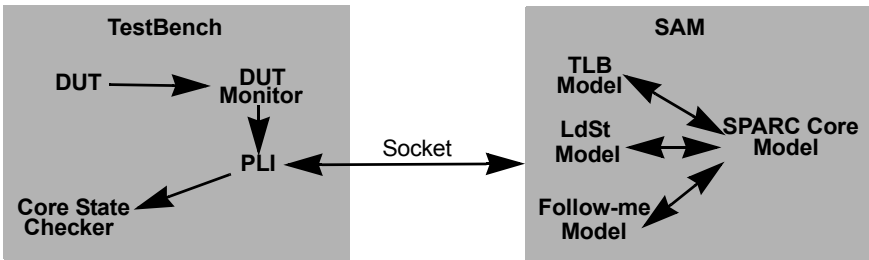 TestBench
DUT
DUT
Monitor
PLI
Core State
Checker
Socket
SAM
TLB
Model
LdSt
Model
SPARC Core
Model
Follow-me
Model